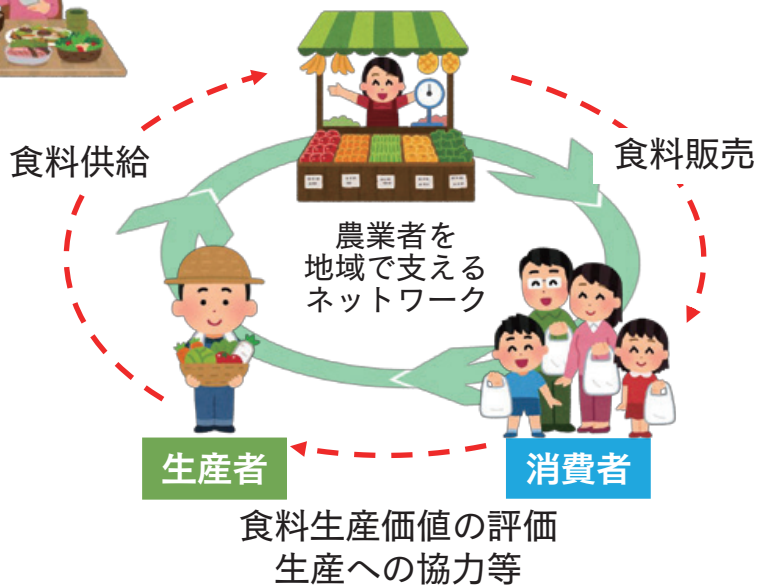 食料供給
食料販売
農業者を
地域で支える
ネットワーク
生産者
消費者
食料生産価値の評価
生産への協力等